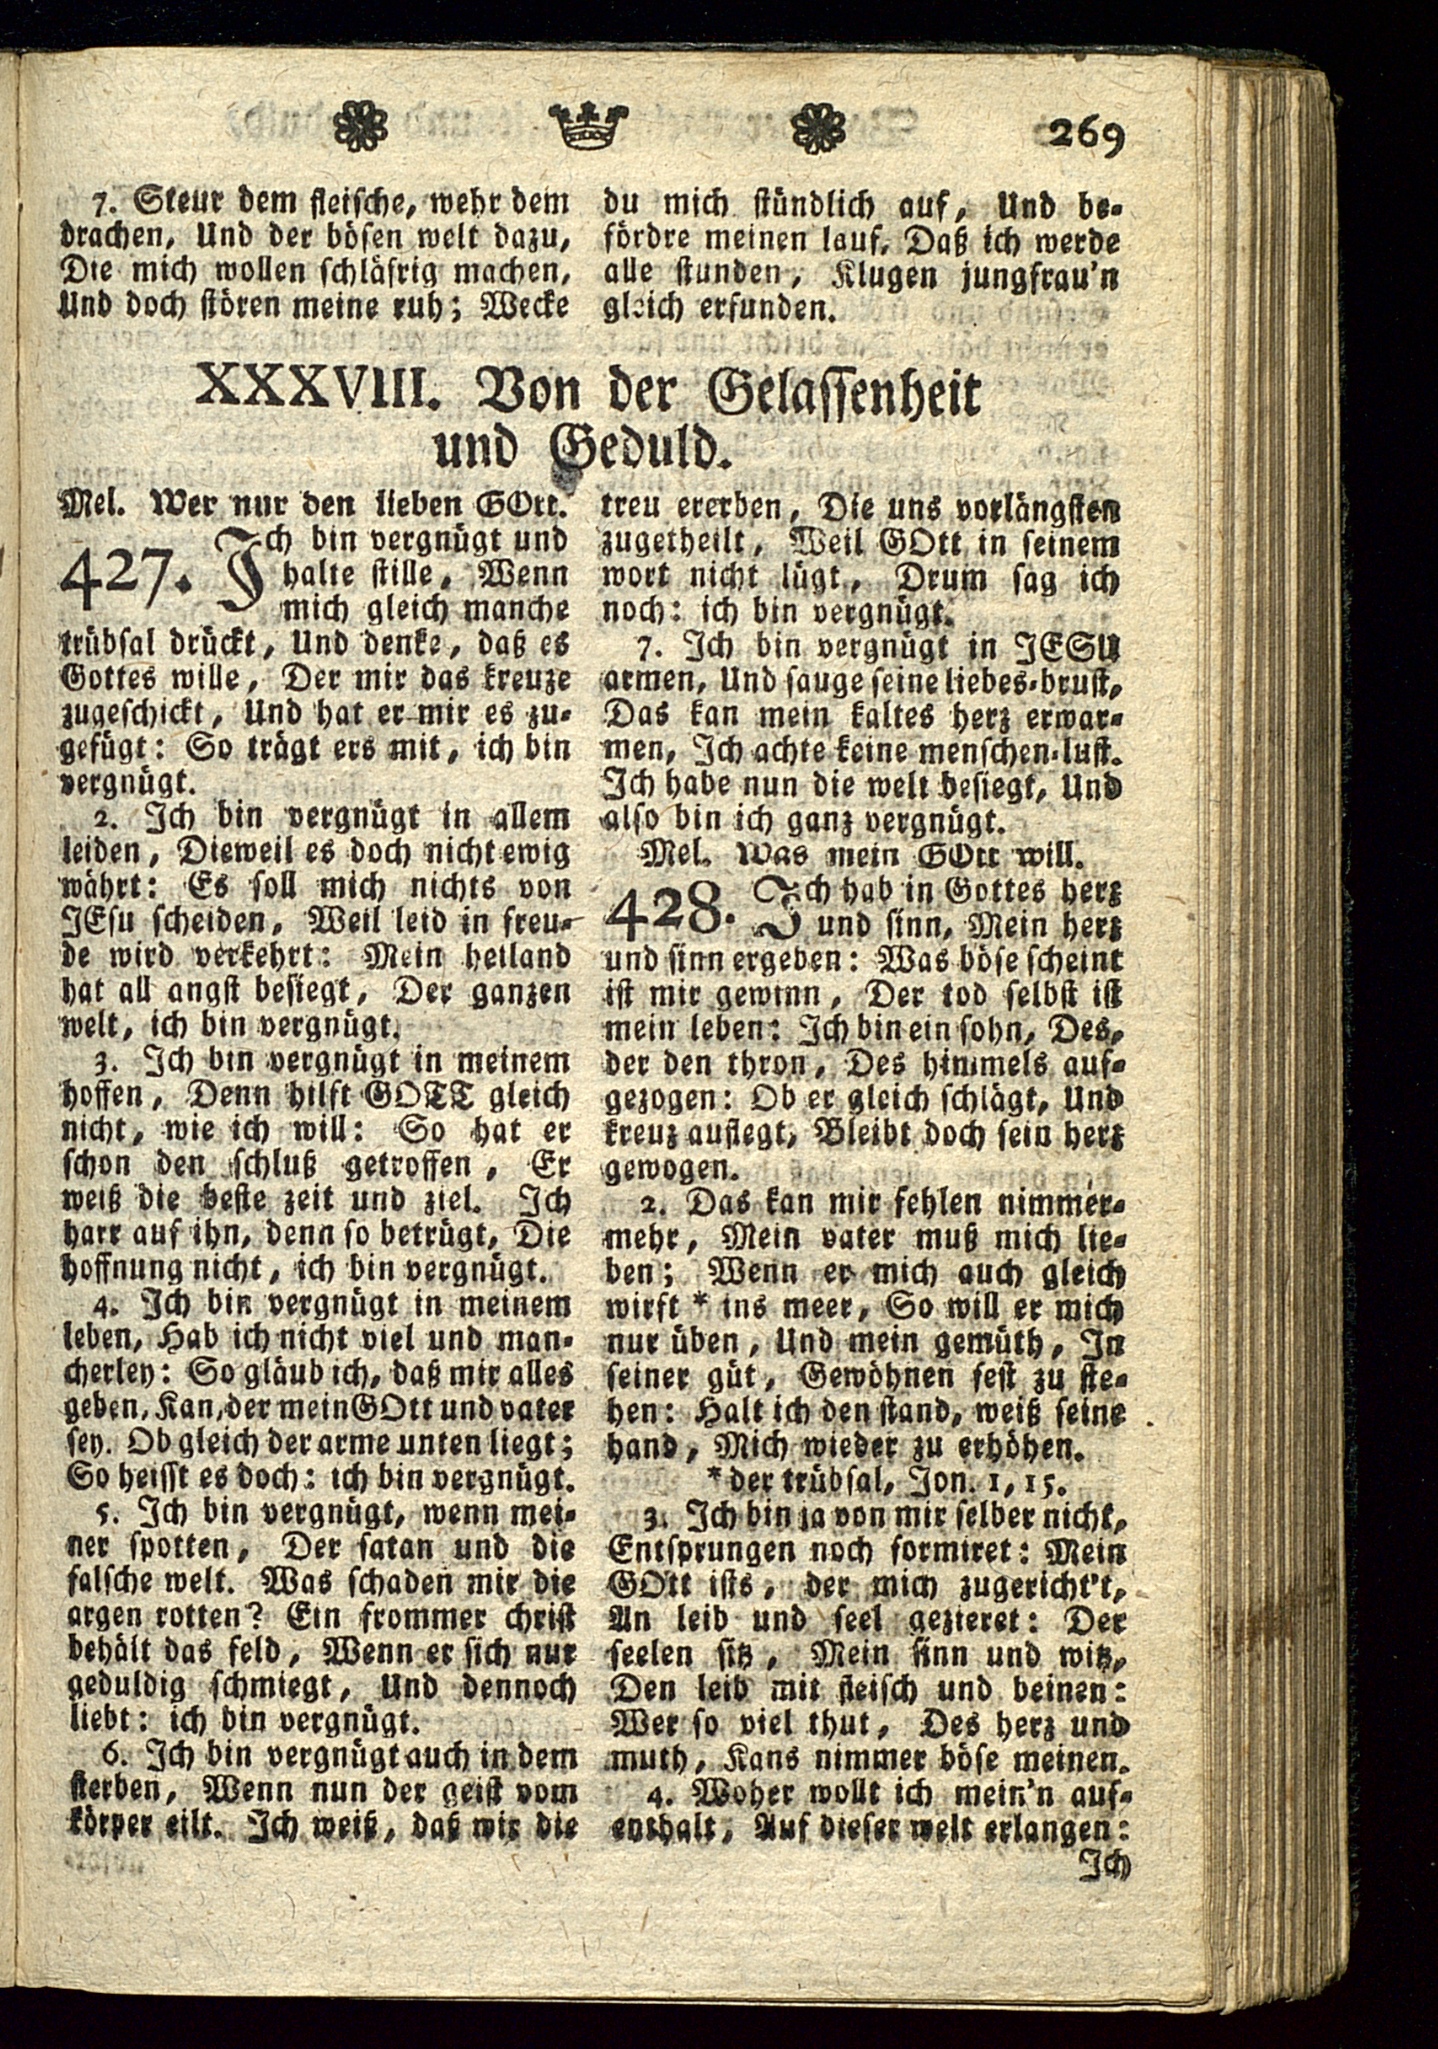 269
7. Steur dem fleische, wehr dem
drachen, Und der bösen welt dazu,
Die mich wollen schläfrig machen,
Und doch stören meine ruh; Wecke
du mich stündlich auf, Und be-
fördre meinen lauf, Daß ich werde
alle stunden, Klugen jungfrau'n
gleich erfunden.
XXXVIII. Von der Gelassenheit
und Geduld.
Mel. Wer nur den lieben GOtt.
427. Ich bin vergnügt und
halte stille, Wenn
mich gleich manche
trübsal drückt, Und denke, daß es
Gottes wille, Der mir das kreuze
zugeschickt, Und hat er mir es zu-
gefügt: So trägt ers mit, ich bin
vergnügt.
2. Ich bin vergnügt in allem
leiden, Dieweil es doch nicht ewig
währt: Es soll mich nichts von
JEsu scheiden, Weil leid in freu-
de wird verkehrt: Mein heiland
hat all angst besiegt, Der ganzen
welt, ich bin vergnügt.
3. Ich bin vergnügt in meinem
hoffen, Denn hilft GOTT gleich
nicht, wie ich will: So hat er
schon den schluß getroffen, Er
weiß die beste zeit und ziel. Ich
harr auf ihn, denn so betrügt, Die
hoffnung nicht, ich bin vergnügt.
4. Ich bin vergnügt in meinem
leben, Hab ich nicht viel und man-
cherley: So gläub ich, daß mir alles
geben, Kan, der mein GOtt und vater
sey. Ob gleich der arme unten liegt;
So heisst es doch: ich bin vergnügt.
5. Ich bin vergnügt, wenn mei-
ner spotten, Der satan und die
falsche welt. Was schaden mir die
argen rotten? Ein frommer christ
behält das feld, Wenn er sich nur
geduldig schmiegt, Und dennoch
liebt: ich bin vergnügt.
6. Ich bin vergnügt auch in dem
sterben, Wenn nun der geist vom
körper eilt. Ich weiß, daß wir die
treu ererben, Die uns vorlängsten
zugetheilt, Weil GOtt in seinem
wort nicht lügt, Drum sag ich
noch: ich bin vergnügt.
7. Ich bin vergnügt in JESU
armen, Und sauge seine liebes-brust,
Das kan mein kaltes herz erwar-
men, Ich achte keine menschen-lust.
Ich habe nun die welt besiegt, Und
also bin ich ganz vergnügt.
Mel. Was mein GOtt will.
428. Ich hab in Gottes herz
und sinn, Mein herz
und sinn ergeben: Was böse scheint
ist mir gewinn, Der tod selbst ist
mein leben: Ich bin ein sohn, Des,
der den thron, Des himmels auf-
gezogen: Ob er gleich schlägt, Und
kreuz auflegt, Bleibt doch sein herz
gewogen.
2. Das kan mir fehlen nimmer-
mehr, Mein vater muß mich lie-
ben; Wenn er mich auch gleich
wirft * ins meer, So will er mich
nur üben, Und mein gemüth, In
seiner güt, Gewöhnen fest zu ste-
hen: Halt ich den stand, weiß seine
hand, Mich wieder zu erhöhen.
* der trübsal, Jon. 1, 15.
3. Ich bin ja von mir selber nicht,
Entsprungen noch formiret: Mein
GOtt ists, der mich zugericht't,
An leib und seel gezieret: Der
seelen sitz, Mein sinn und witz,
Den leib mit fleisch und beinen:
Wer so viel thut, Des herz und
muth, Kans nimmer böse meinen.
4. Woher wollt ich mein'n auf-
enthalt, Auf dieser welt erlangen:
Ich